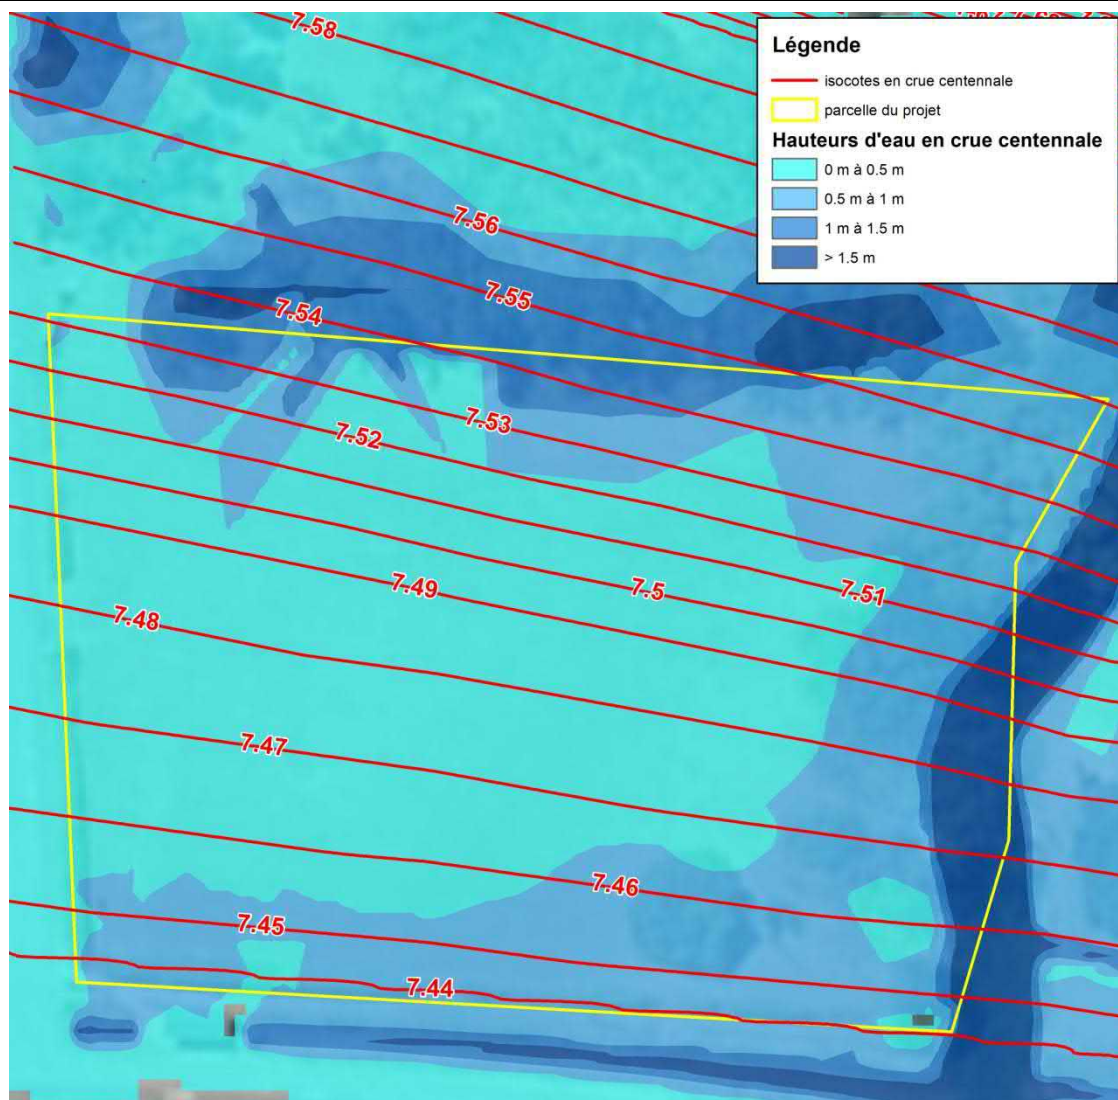 7.58
Légende
isocotes en crue centennale
parcelle du projet
Hauteurs d'eau en crue centennale
0 m à 0.5 m
0.5 m à 1 m
1 m à 1.5 m
> 1.5 m
7.56
7.55
7.54
7.53
7.52
7.51
7.5
7.49
7.48
7.47
7.46
7.45
7.44